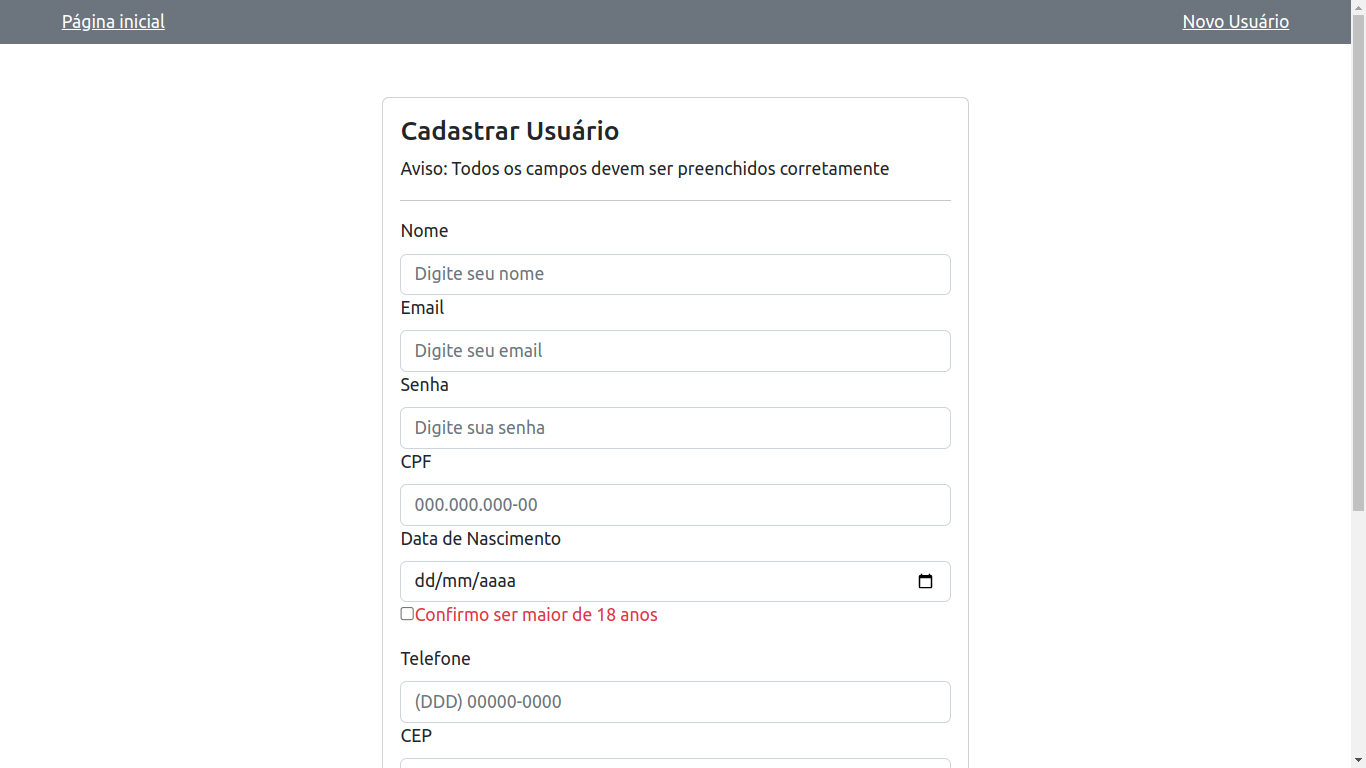 Página inicial
Novo Usuário
Cadastrar Usuário
Aviso: Todos os campos devem ser preenchidos corretamente
Nome
Digite seu nome
Email
Digite seu email
Senha
Digite sua senha
CPF
000.000.000-00
Data de Nascimento
dd/mm/aaaa
Confirmo ser maior de 18 anos
Telefone
(DDD) 00000-0000
CEP